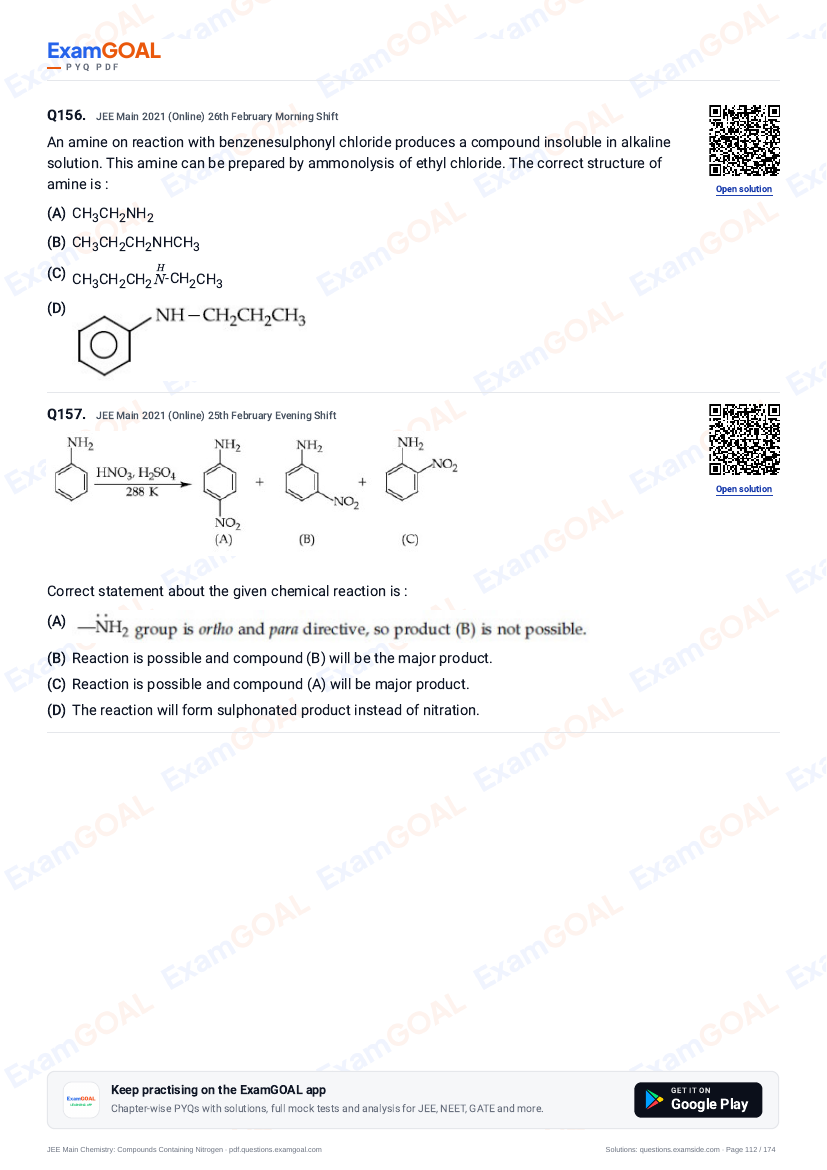 ExamGOAL
PYQ PDF
Q156. JEE Main 2021 (Online) 26th February Morning Shift
An amine on reaction with benzenesulphonyl chloride produces a compound insoluble in alkaline
solution. This amine can be prepared by ammonolysis of ethyl chloride. The correct structure of
amine is :
Open solution
(A) CH3CH2NH2
(B) CH3CH2CH2NHCH3
(C) CH3CH2CH2 N-CH2CH3
H
(D) NH – CH2CH2CH3
Q157. JEE Main 2021 (Online) 25th February Evening Shift
Open solution
NH2 HNO3, H2SO4 288 K NH2 + NH2 + NH2
NO2 NO2 NO2
(A) (B) (C)
Correct statement about the given chemical reaction is :
(A) —N̈H2 group is ortho and para directive, so product (B) is not possible.
(B) Reaction is possible and compound (B) will be the major product.
(C) Reaction is possible and compound (A) will be major product.
(D) The reaction will form sulphonated product instead of nitration.
Keep practising on the ExamGOAL app
Chapter-wise PYQs with solutions, full mock tests and analysis for JEE, NEET, GATE and more.
GET IT ON
Google Play
JEE Main Chemistry: Compounds Containing Nitrogen · pdf.questions.examgoal.com
Solutions: questions.examside.com · Page 112 / 174